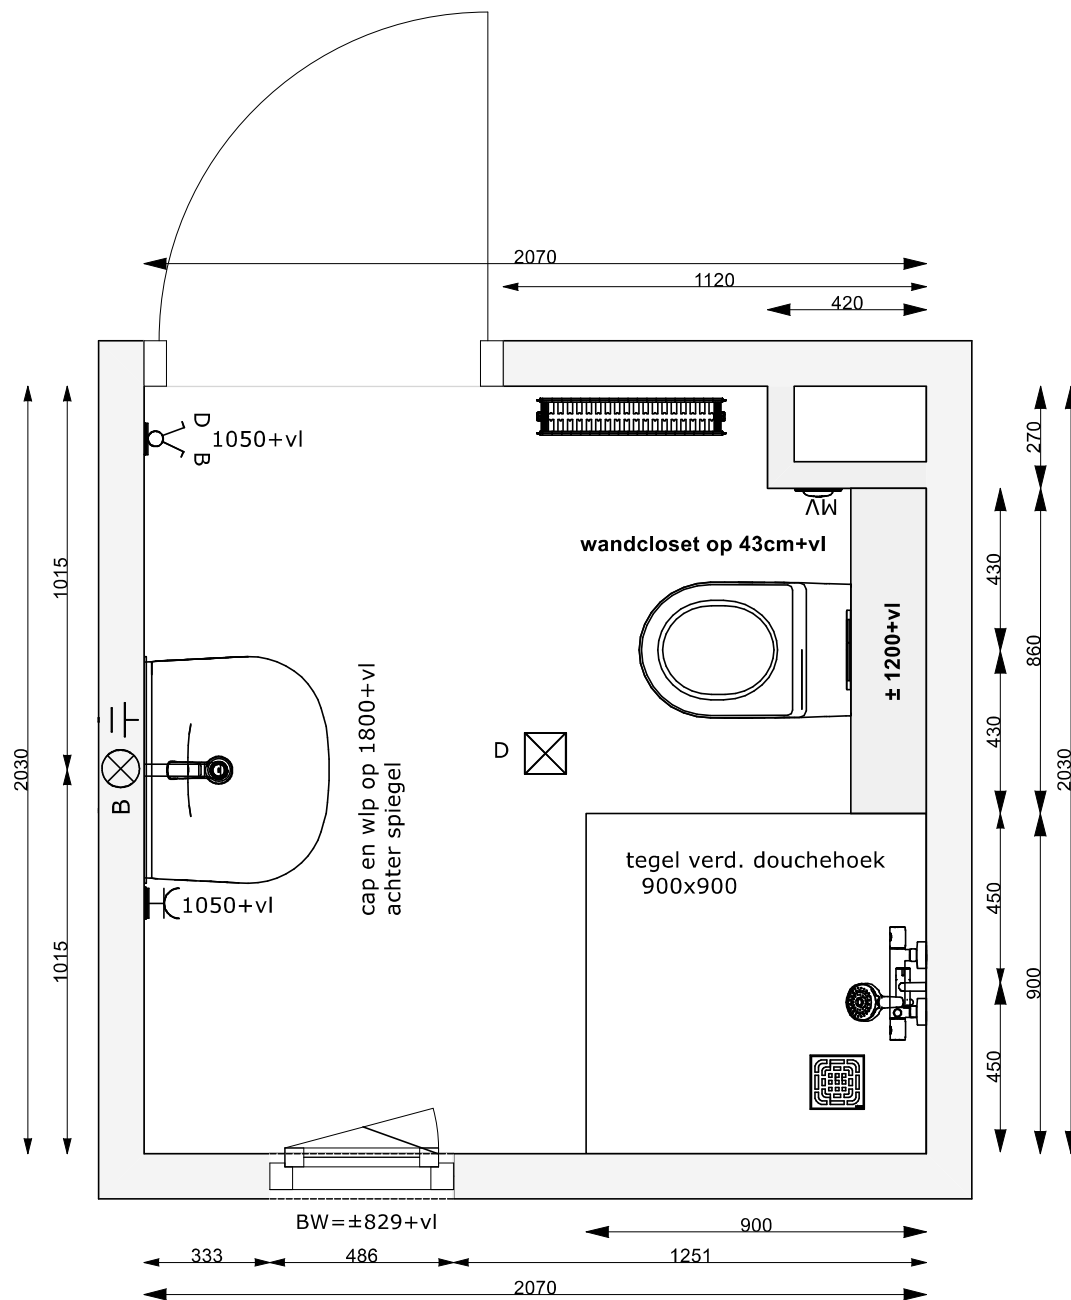 2070
1120
420
D
B
1050+vl
270
MV
wandcloset op 43cm+vl
430
1015
860
± 1200+vl
cap en wlp op 1800+vl
achter spiegel
430
D
2030
2030
B
tegel verd. douchehoek
900x900
1050+vl
450
1015
900
450
BW=±829+vl
900
333
486
1251
2070